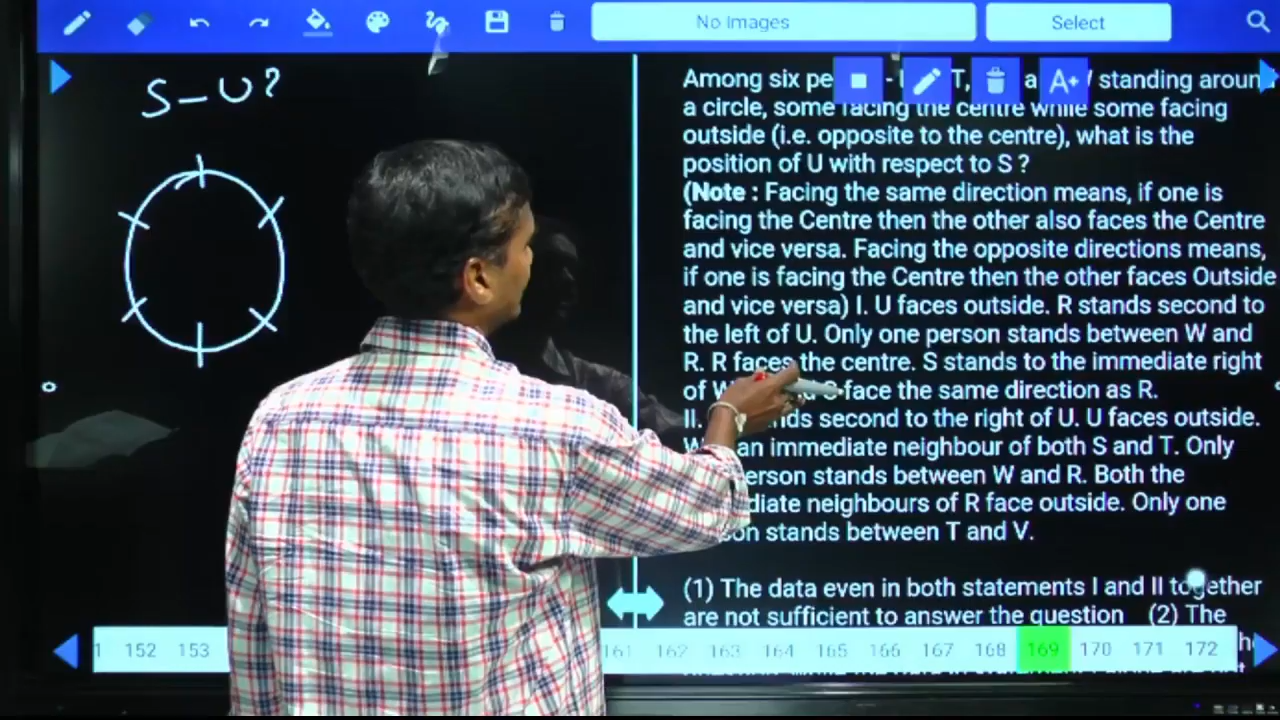 No Images
Select
S-U?
Among six pe - T, a standing around
a circle, some facing the centre while some facing
outside (i.e. opposite to the centre), what is the
position of U with respect to S ?
(Note : Facing the same direction means, if one is
facing the Centre then the other also faces the Centre
and vice versa. Facing the opposite directions means,
if one is facing the Centre then the other faces Outside
and vice versa) I. U faces outside. R stands second to
the left of U. Only one person stands between W and
R. R faces the centre. S stands to the immediate right
of W face the same direction as R.
II. nds second to the right of U. U faces outside.
an immediate neighbour of both S and T. Only
erson stands between W and R. Both the
diate neighbours of R face outside. Only one
son stands between T and V.
(1) The data even in both statements I and II together
are not sufficient to answer the question (2) The
1 152 153 161 162 163 164 165 166 167 168 169 170 171 172